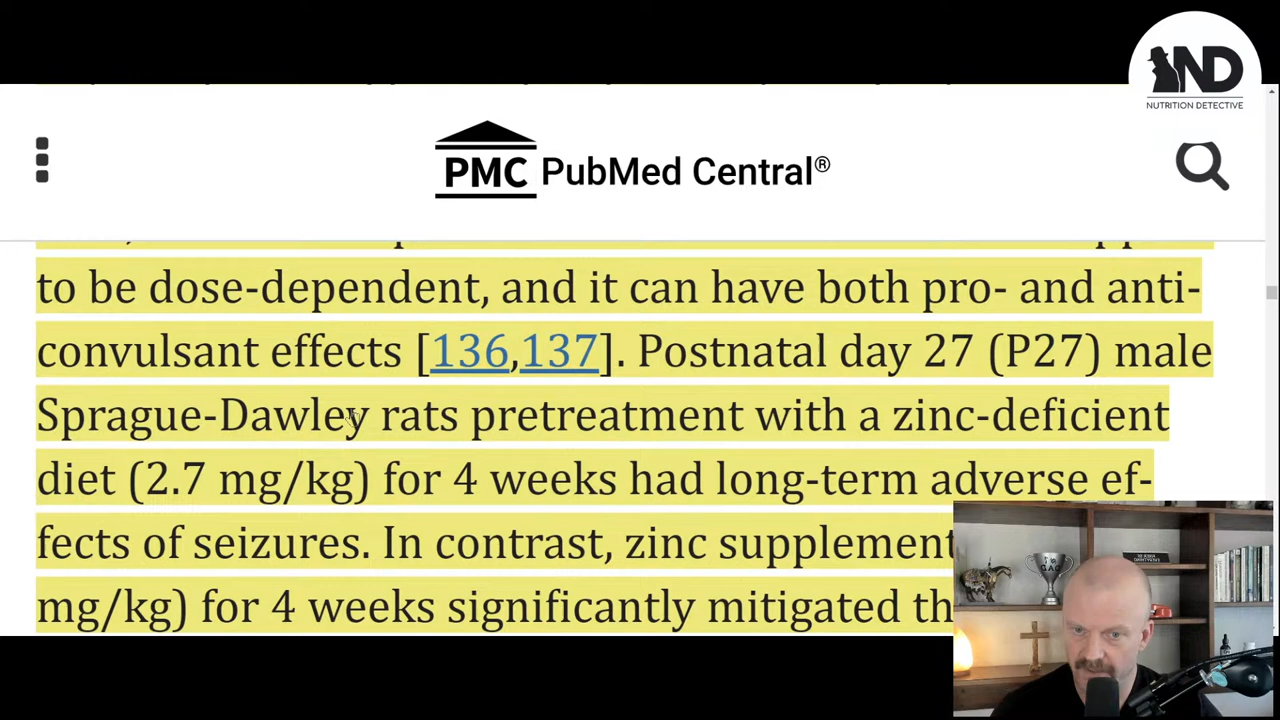 ND
NUTRITION DETECTIVE
PMC PubMed Central®
to be dose-dependent, and it can have both pro- and anti-
convulsant effects [136,137]. Postnatal day 27 (P27) male
Sprague-Dawley rats pretreatment with a zinc-deficient
diet (2.7 mg/kg) for 4 weeks had long-term adverse ef-
fects of seizures. In contrast, zinc supplement
mg/kg) for 4 weeks significantly mitigated th